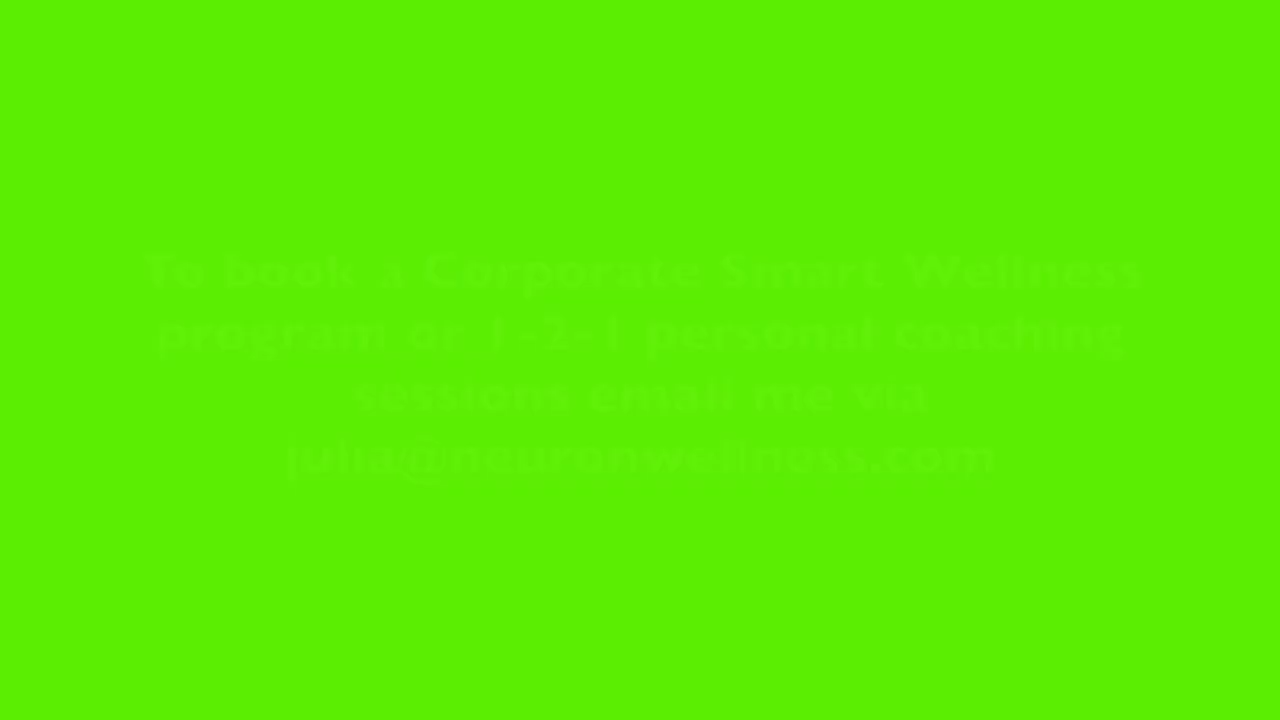 To book a Corporate Smart Wellness
program or 1-2-1 personal coaching
sessions email me via
julia@neuronwellness.com